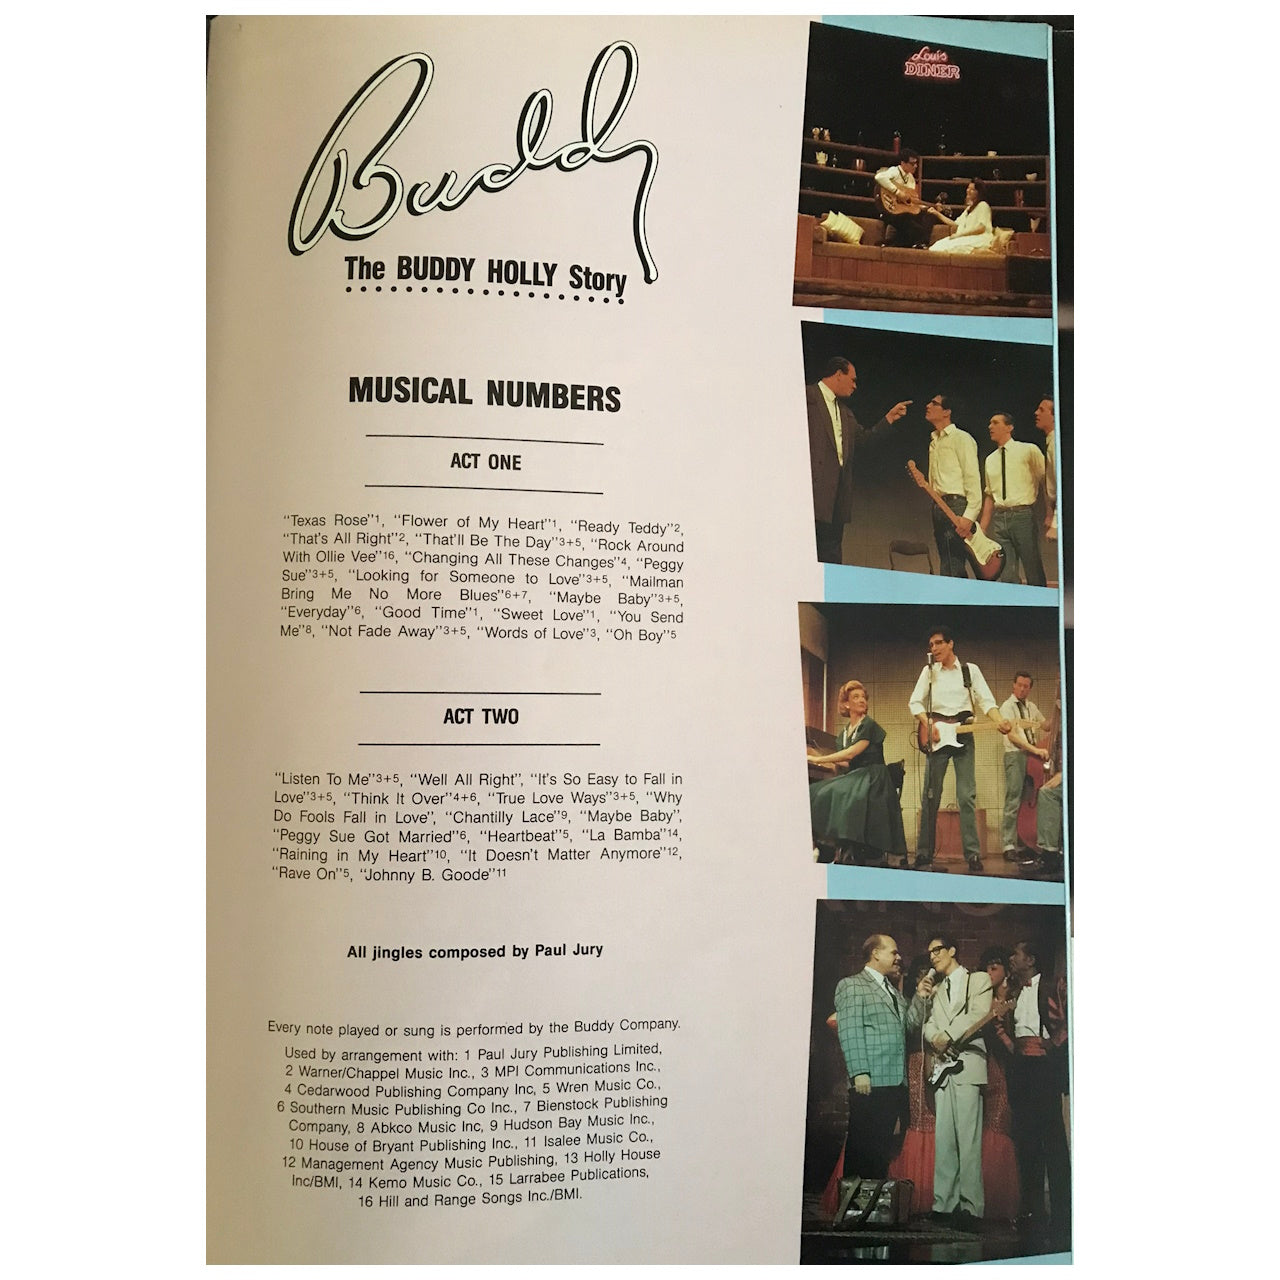 Buddy
The BUDDY HOLLY Story
MUSICAL NUMBERS
ACT ONE
"Texas Rose"1, "Flower of My Heart"1, "Ready Teddy"2,
"That's All Right"2, "That'll Be The Day"3+5, "Rock Around
With Ollie Vee"16, "Changing All These Changes"4, "Peggy
Sue"3+5, "Looking for Someone to Love"3+5, "Mailman
Bring Me No More Blues"6+7, "Maybe Baby"3+5,
"Everyday"6, "Good Time"1, "Sweet Love"1, "You Send
Me"8, "Not Fade Away"3+5, "Words of Love"3, "Oh Boy"5
ACT TWO
"Listen To Me"3+5, "Well All Right", "It's So Easy to Fall in
Love"3+5, "Think It Over"4+6, "True Love Ways"3+5, "Why
Do Fools Fall in Love", "Chantilly Lace"9, "Maybe Baby",
"Peggy Sue Got Married"6, "Heartbeat"5, "La Bamba"14,
"Raining in My Heart"10, "It Doesn't Matter Anymore"12,
"Rave On"5, "Johnny B. Goode"11
All jingles composed by Paul Jury
Every note played or sung is performed by the Buddy Company.
Used by arrangement with: 1 Paul Jury Publishing Limited,
2 Warner/Chappel Music Inc., 3 MPI Communications Inc.,
4 Cedarwood Publishing Company Inc, 5 Wren Music Co.,
6 Southern Music Publishing Co Inc., 7 Bienstock Publishing
Company, 8 Abkco Music Inc, 9 Hudson Bay Music Inc.,
10 House of Bryant Publishing Inc., 11 Isalee Music Co.,
12 Management Agency Music Publishing, 13 Holly House
Inc/BMI, 14 Kemo Music Co., 15 Larrabee Publications,
16 Hill and Range Songs Inc./BMI.
Louis
DINER